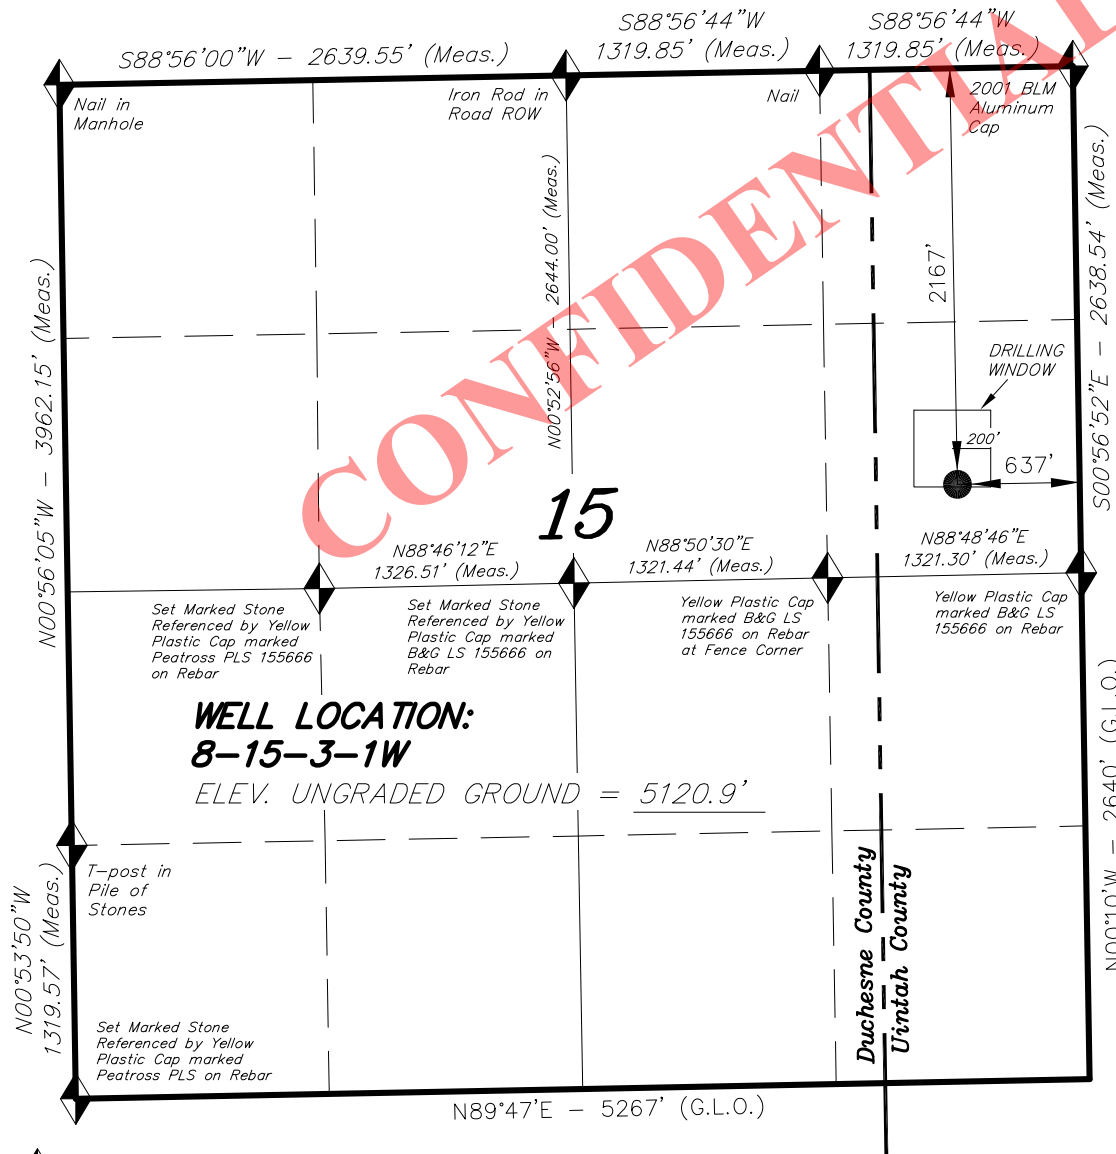 S88°56'00"W – 2639.55' (Meas.)
S88°56'44"W
1319.85' (Meas.)
S88°56'44"W
1319.85' (Meas.)
Nail in
Manhole
Iron Rod in
Road ROW
Nail
2001 BLM
Aluminum
Cap
CONFIDENTIAL
N00°56'05"W – 3962.15' (Meas.)
N00°52'56"W – 2644.00' (Meas.)
2167'
S00°56'52"E – 2638.54' (Meas.)
DRILLING
WINDOW
200'
637'
15
N88°46'12"E
1326.51' (Meas.)
N88°50'30"E
1321.44' (Meas.)
N88°48'46"E
1321.30' (Meas.)
Set Marked Stone
Referenced by Yellow
Plastic Cap marked
Peatross PLS 155666
on Rebar
Set Marked Stone
Referenced by Yellow
Plastic Cap marked
B&G LS 155666 on
Rebar
Yellow Plastic Cap
marked B&G LS
155666 on Rebar
at Fence Corner
Yellow Plastic Cap
marked B&G LS
155666 on Rebar
WELL LOCATION:
8–15–3–1W
ELEV. UNGRADED GROUND = 5120.9'
N00°10'W – 2640' (G.L.O.)
T–post in
Pile of
Stones
N00°53'50"W
1319.57' (Meas.)
Duchesne County
Uintah County
Set Marked Stone
Referenced by Yellow
Plastic Cap marked
Peatross PLS on Rebar
N89°47'E – 5267' (G.L.O.)